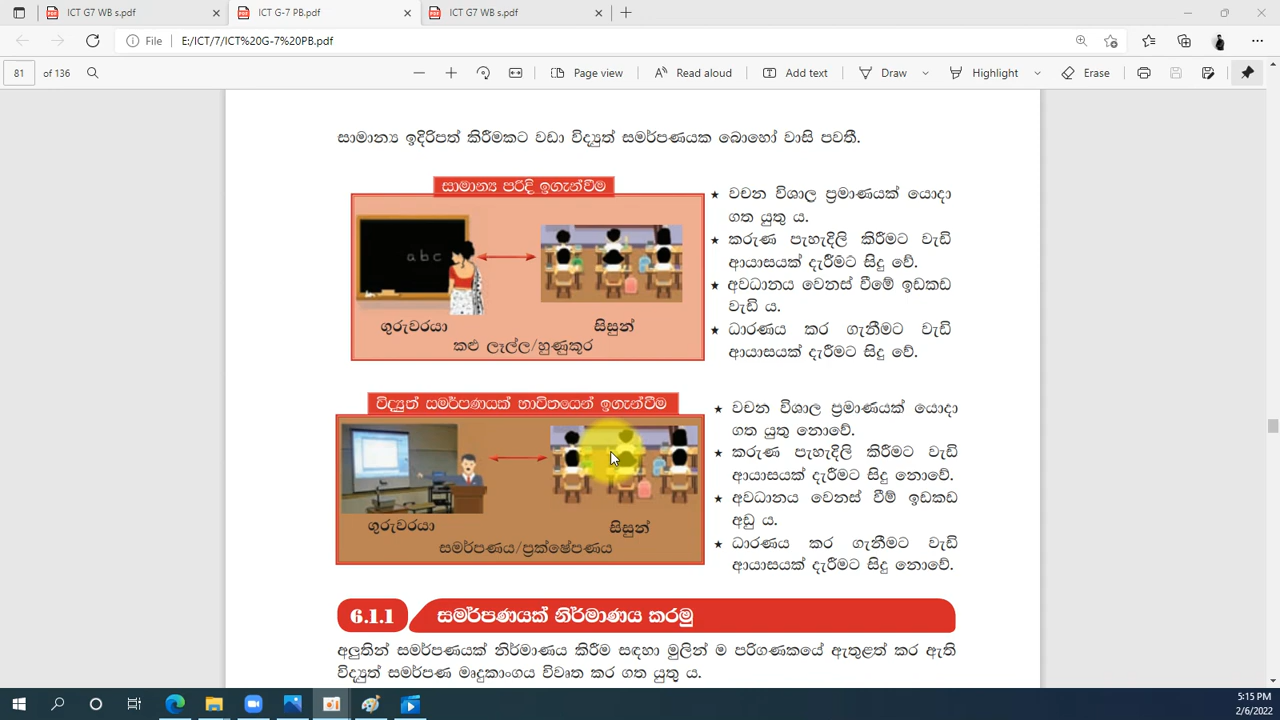 ICT G7 WB s.pdf
ICT G-7 PB.pdf
ICT G7 WB s.pdf
File
E:/ICT/7/ICT%20G-7%20PB.pdf
81
of 136
Page view
Read aloud
Add text
Draw
Highlight
Erase
සාමාන්‍ය ඉදිරිපත් කිරීමකට වඩා විද්‍යුත් සමර්පණයක බොහෝ වාසි පවතී.
සාමාන්‍ය පරිදි ඉගැන්වීම
abc
ගුරුවරයා
සිසුන්
කළු ලෑල්ල/හුණුකූර
★ වචන විශාල ප්‍රමාණයක් යොදා
ගත යුතු ය.
★ කරුණ පැහැදිලි කිරීමට වැඩි
ආයාසයක් දැරීමට සිදු වේ.
★ අවධානය වෙනස් වීමේ ඉඩකඩ
වැඩි ය.
★ ධාරණය කර ගැනීමට වැඩි
ආයාසයක් දැරීමට සිදු වේ.
විද්‍යුත් සමර්පණයක් භාවිතයෙන් ඉගැන්වීම
ගුරුවරයා
සිසුන්
සමර්පණය/ප්‍රක්ෂේපණය
★ වචන විශාල ප්‍රමාණයක් යොදා
ගත යුතු නොවේ.
★ කරුණ පැහැදිලි කිරීමට වැඩි
ආයාසයක් දැරීමට සිදු නොවේ.
★ අවධානය වෙනස් වීම් ඉඩකඩ
අඩු ය.
★ ධාරණය කර ගැනීමට වැඩි
ආයාසයක් දැරීමට සිදු නොවේ.
6.1.1 සමර්පණයක් නිර්මාණය කරමු
අලුතින් සමර්පණයක් නිර්මාණය කිරීම සඳහා මුලින් ම පරිගණකයේ ඇතුළත් කර ඇති
විද්‍යුත් සමර්පණ මෘදුකාංගය විවෘත කර ගත යුතු ය.
5:15 PM
2/6/2022